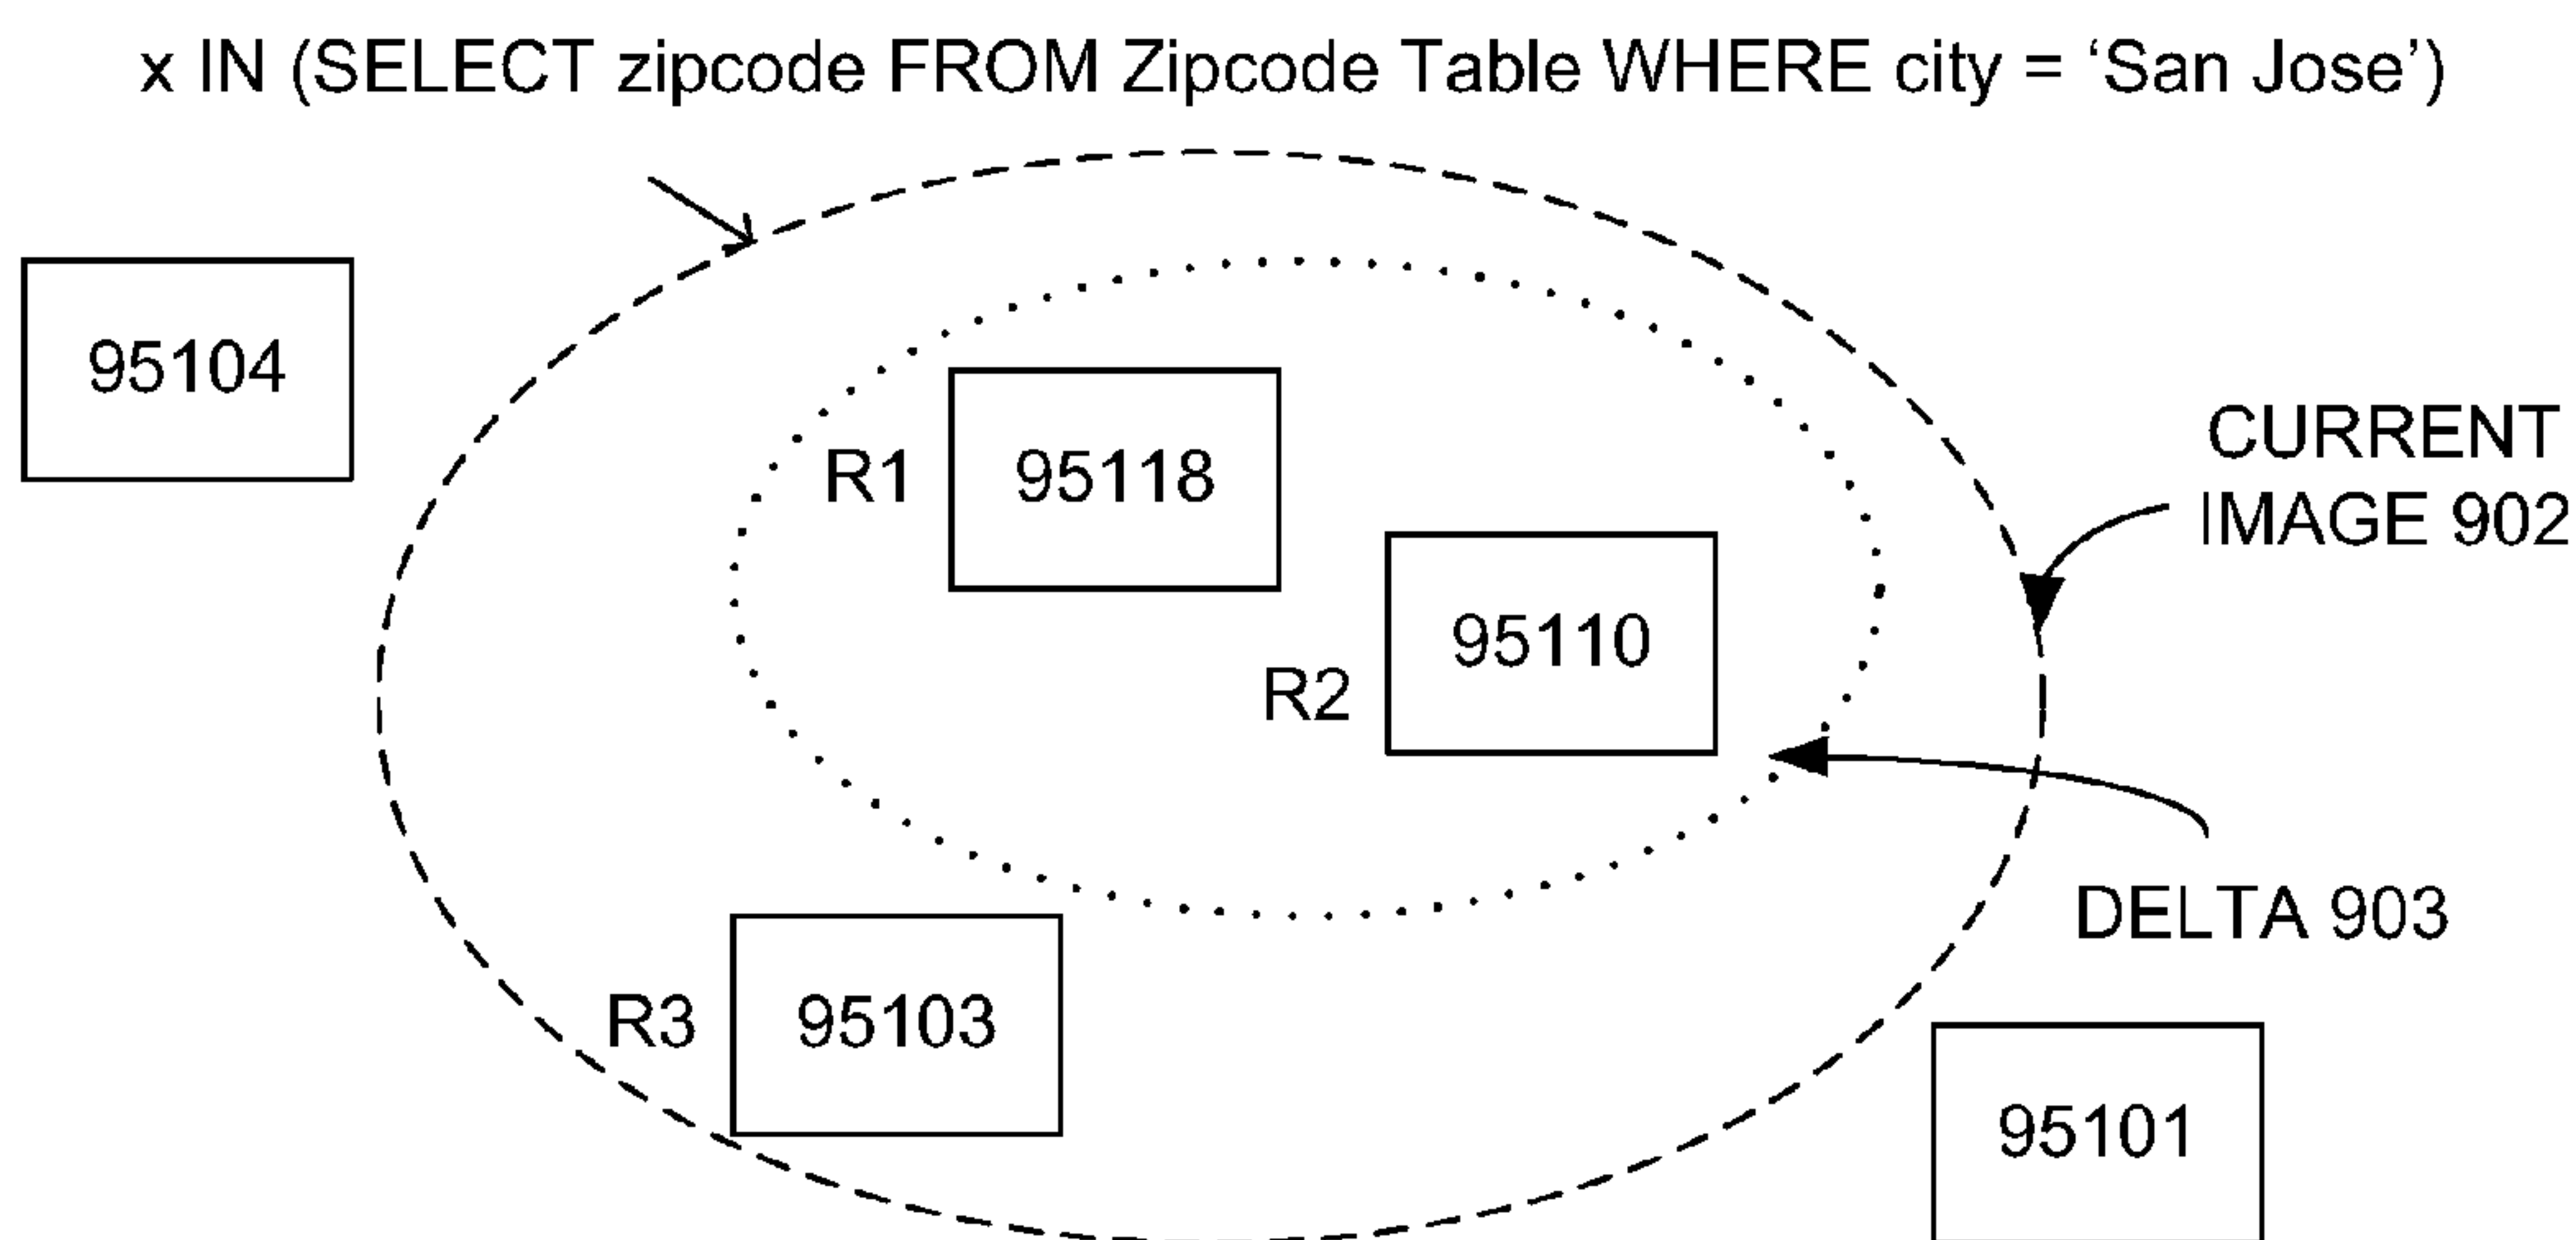 x IN (SELECT zipcode FROM Zipcode Table WHERE city = ‘San Jose’)
95104
R1
95118
CURRENT
IMAGE 902
R2
95110
DELTA 903
R3
95103
95101